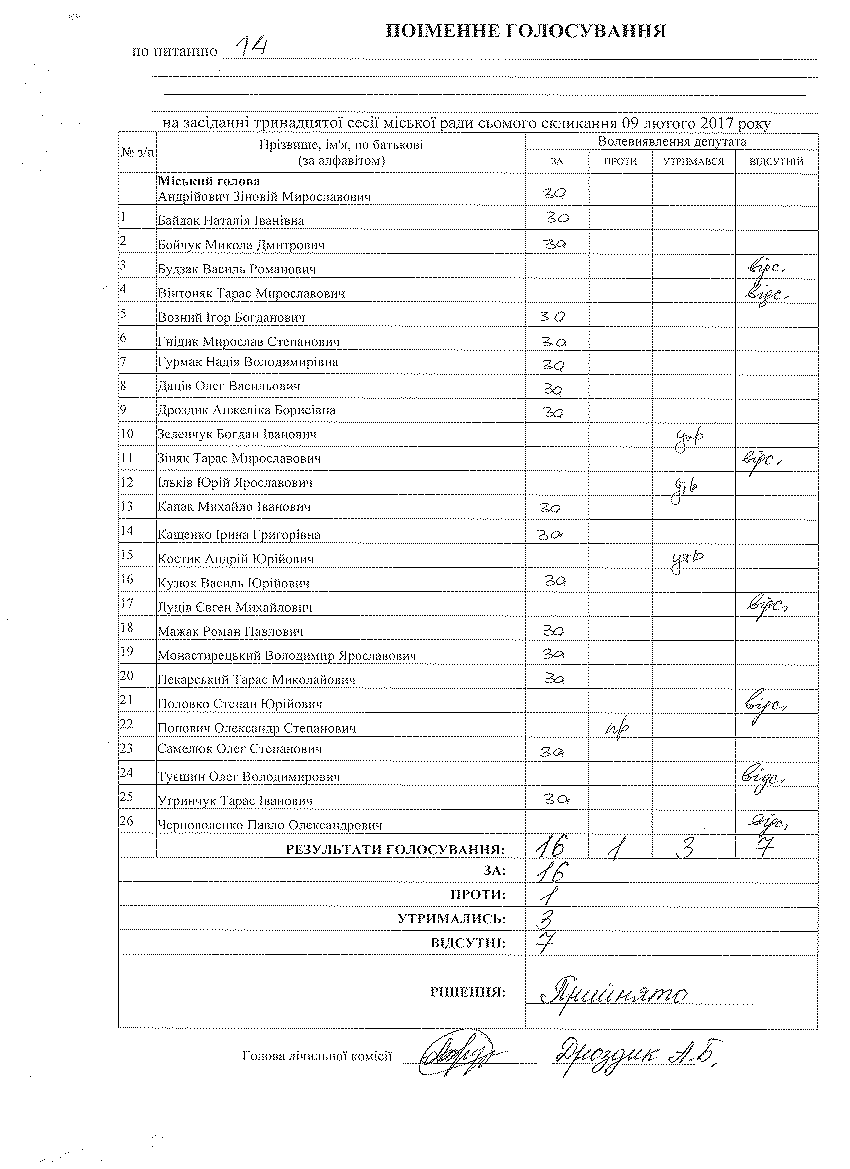 ПОІМЕННЕ ГОЛОСУВАННЯ
по питанню 14
на засіданні тринадцятої сесії міської ради сьомого скликання 09 лютого 2017 року
№ з/п Прізвище, ім'я, по батькові (за алфавітом) Волевиявлення депутата
ЗА ПРОТИ УТРИМАВСЯ ВІДСУТНІЙ
Міський голова
Андрійович Зіновій Мирославович за
1 Байдак Наталія Іванівна за
2 Бойчук Микола Дмитрович за
3 Будзак Василь Романович відс.
4 Вінтоняк Тарас Мирославович відс.
5 Возний Ігор Богданович за
6 Гнідик Мирослав Степанович за
7 Гурмак Надія Володимирівна за
8 Даців Олег Васильович за
9 Дроздик Анжеліка Борисівна за
10 Зеленчук Богдан Іванович утр
11 Зіняк Тарас Мирославович відс.
12 Ільків Юрій Ярославович утр
13 Капак Михайло Іванович за
14 Кащенко Ірина Григорівна за
15 Костик Андрій Юрійович утр
16 Кузюк Василь Юрійович за
17 Луців Євген Михайлович відс.
18 Мажак Роман Павлович за
19 Монастирецький Володимир Ярославович за
20 Пекарський Тарас Миколайович за
21 Поповко Степан Юрійович відс.
22 Попович Олександр Степанович пр
23 Самелюк Олег Степанович за
24 Туєшин Олег Володимирович відс.
25 Угринчук Тарас Іванович за
26 Черноволенко Павло Олександрович відс.
РЕЗУЛЬТАТИ ГОЛОСУВАННЯ: 16 1 3 7
ЗА: 16
ПРОТИ: 1
УТРИМАЛИСЬ: 3
ВІДСУТНІ: 7
РІШЕННЯ: Прийнято
Голова лічильної комісії Дроздик А.Б.